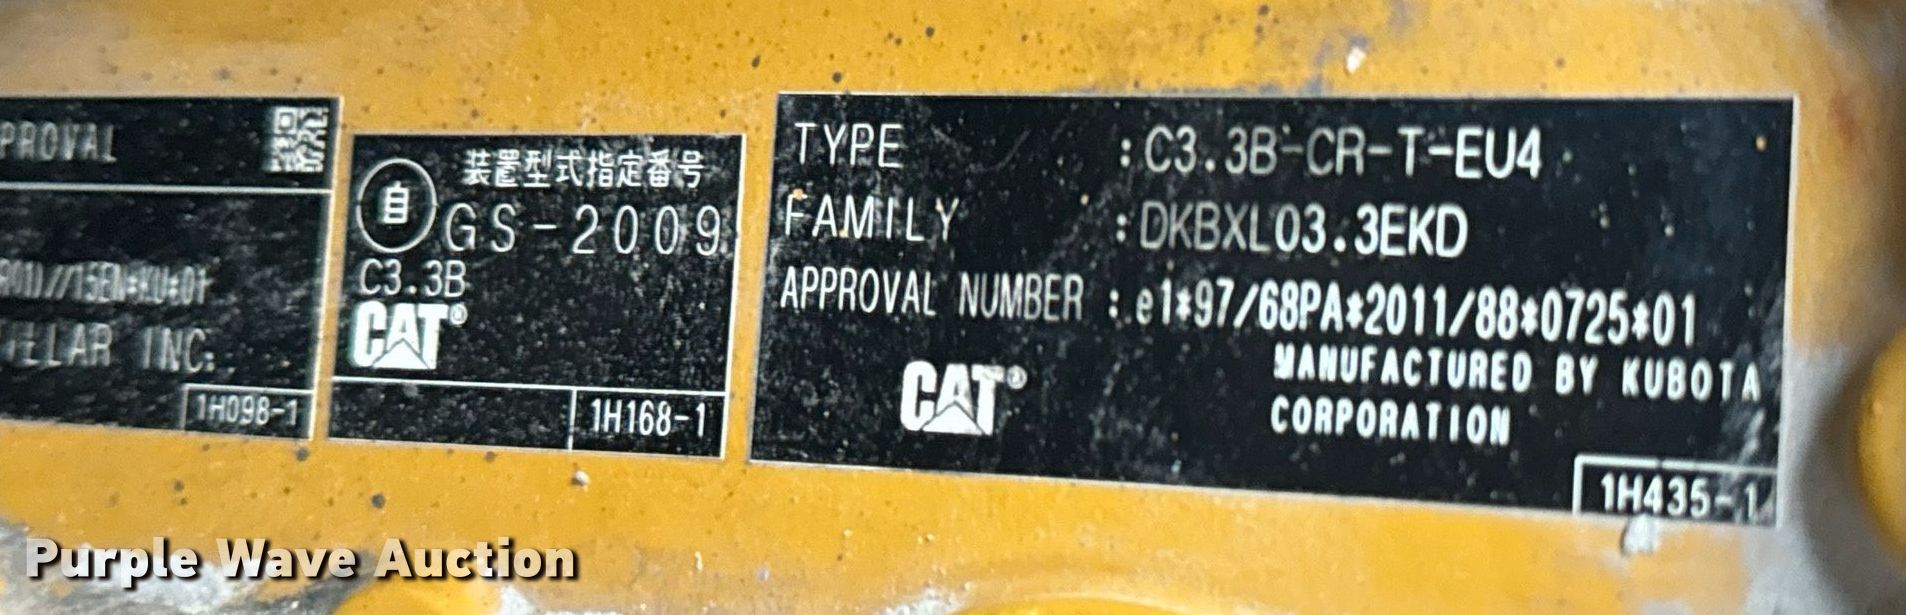 PROVAL
1H098-1
装置型式指定番号
自
GS-2009
C3.3B
CAT®
1H168-1
TYPE :C3.3B-CR-T-EU4
FAMILY :DKBXL03.3EKD
APPROVAL NUMBER :e1*97/68PA*2011/88*0725*01
CAT®
MANUFACTURED BY KUBOTA
CORPORATION
1H435-1
INC.
Purple Wave Auction